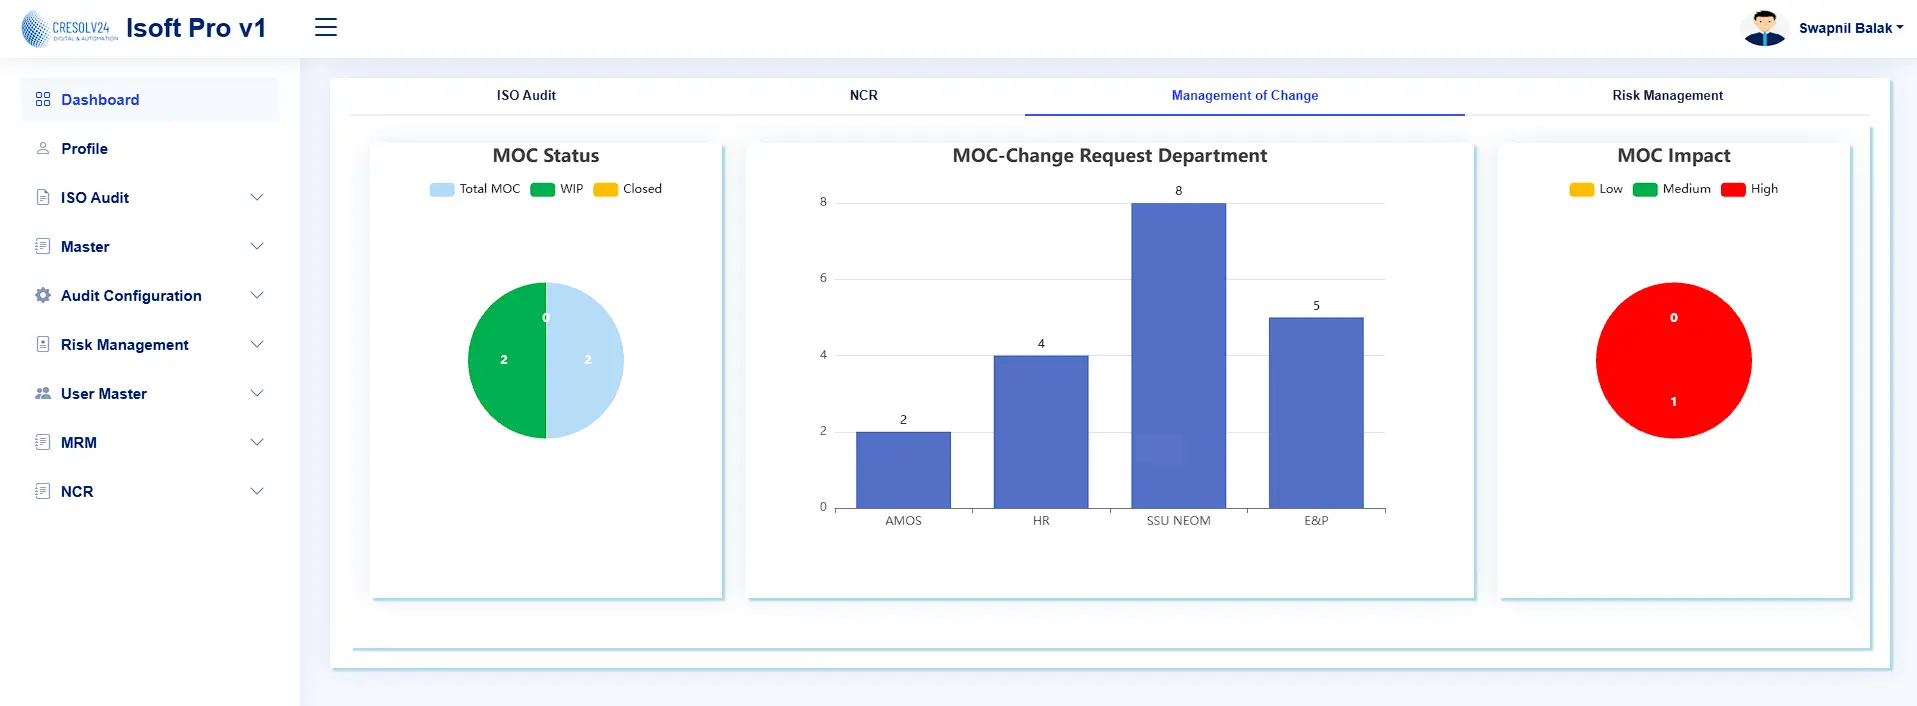 CRESOLV24
DIGITAL & AUTOMATION
Isoft Pro v1
Swapnil Balak
Dashboard
Profile
ISO Audit
Master
Audit Configuration
Risk Management
User Master
MRM
NCR
ISO Audit
NCR
Management of Change
Risk Management
MOC Status
Total MOC WIP Closed
0
2 2
MOC-Change Request Department
8
8
6
5
4
4
2
2
0
AMOS HR SSU NEOM E&P
MOC Impact
Low Medium High
0
1